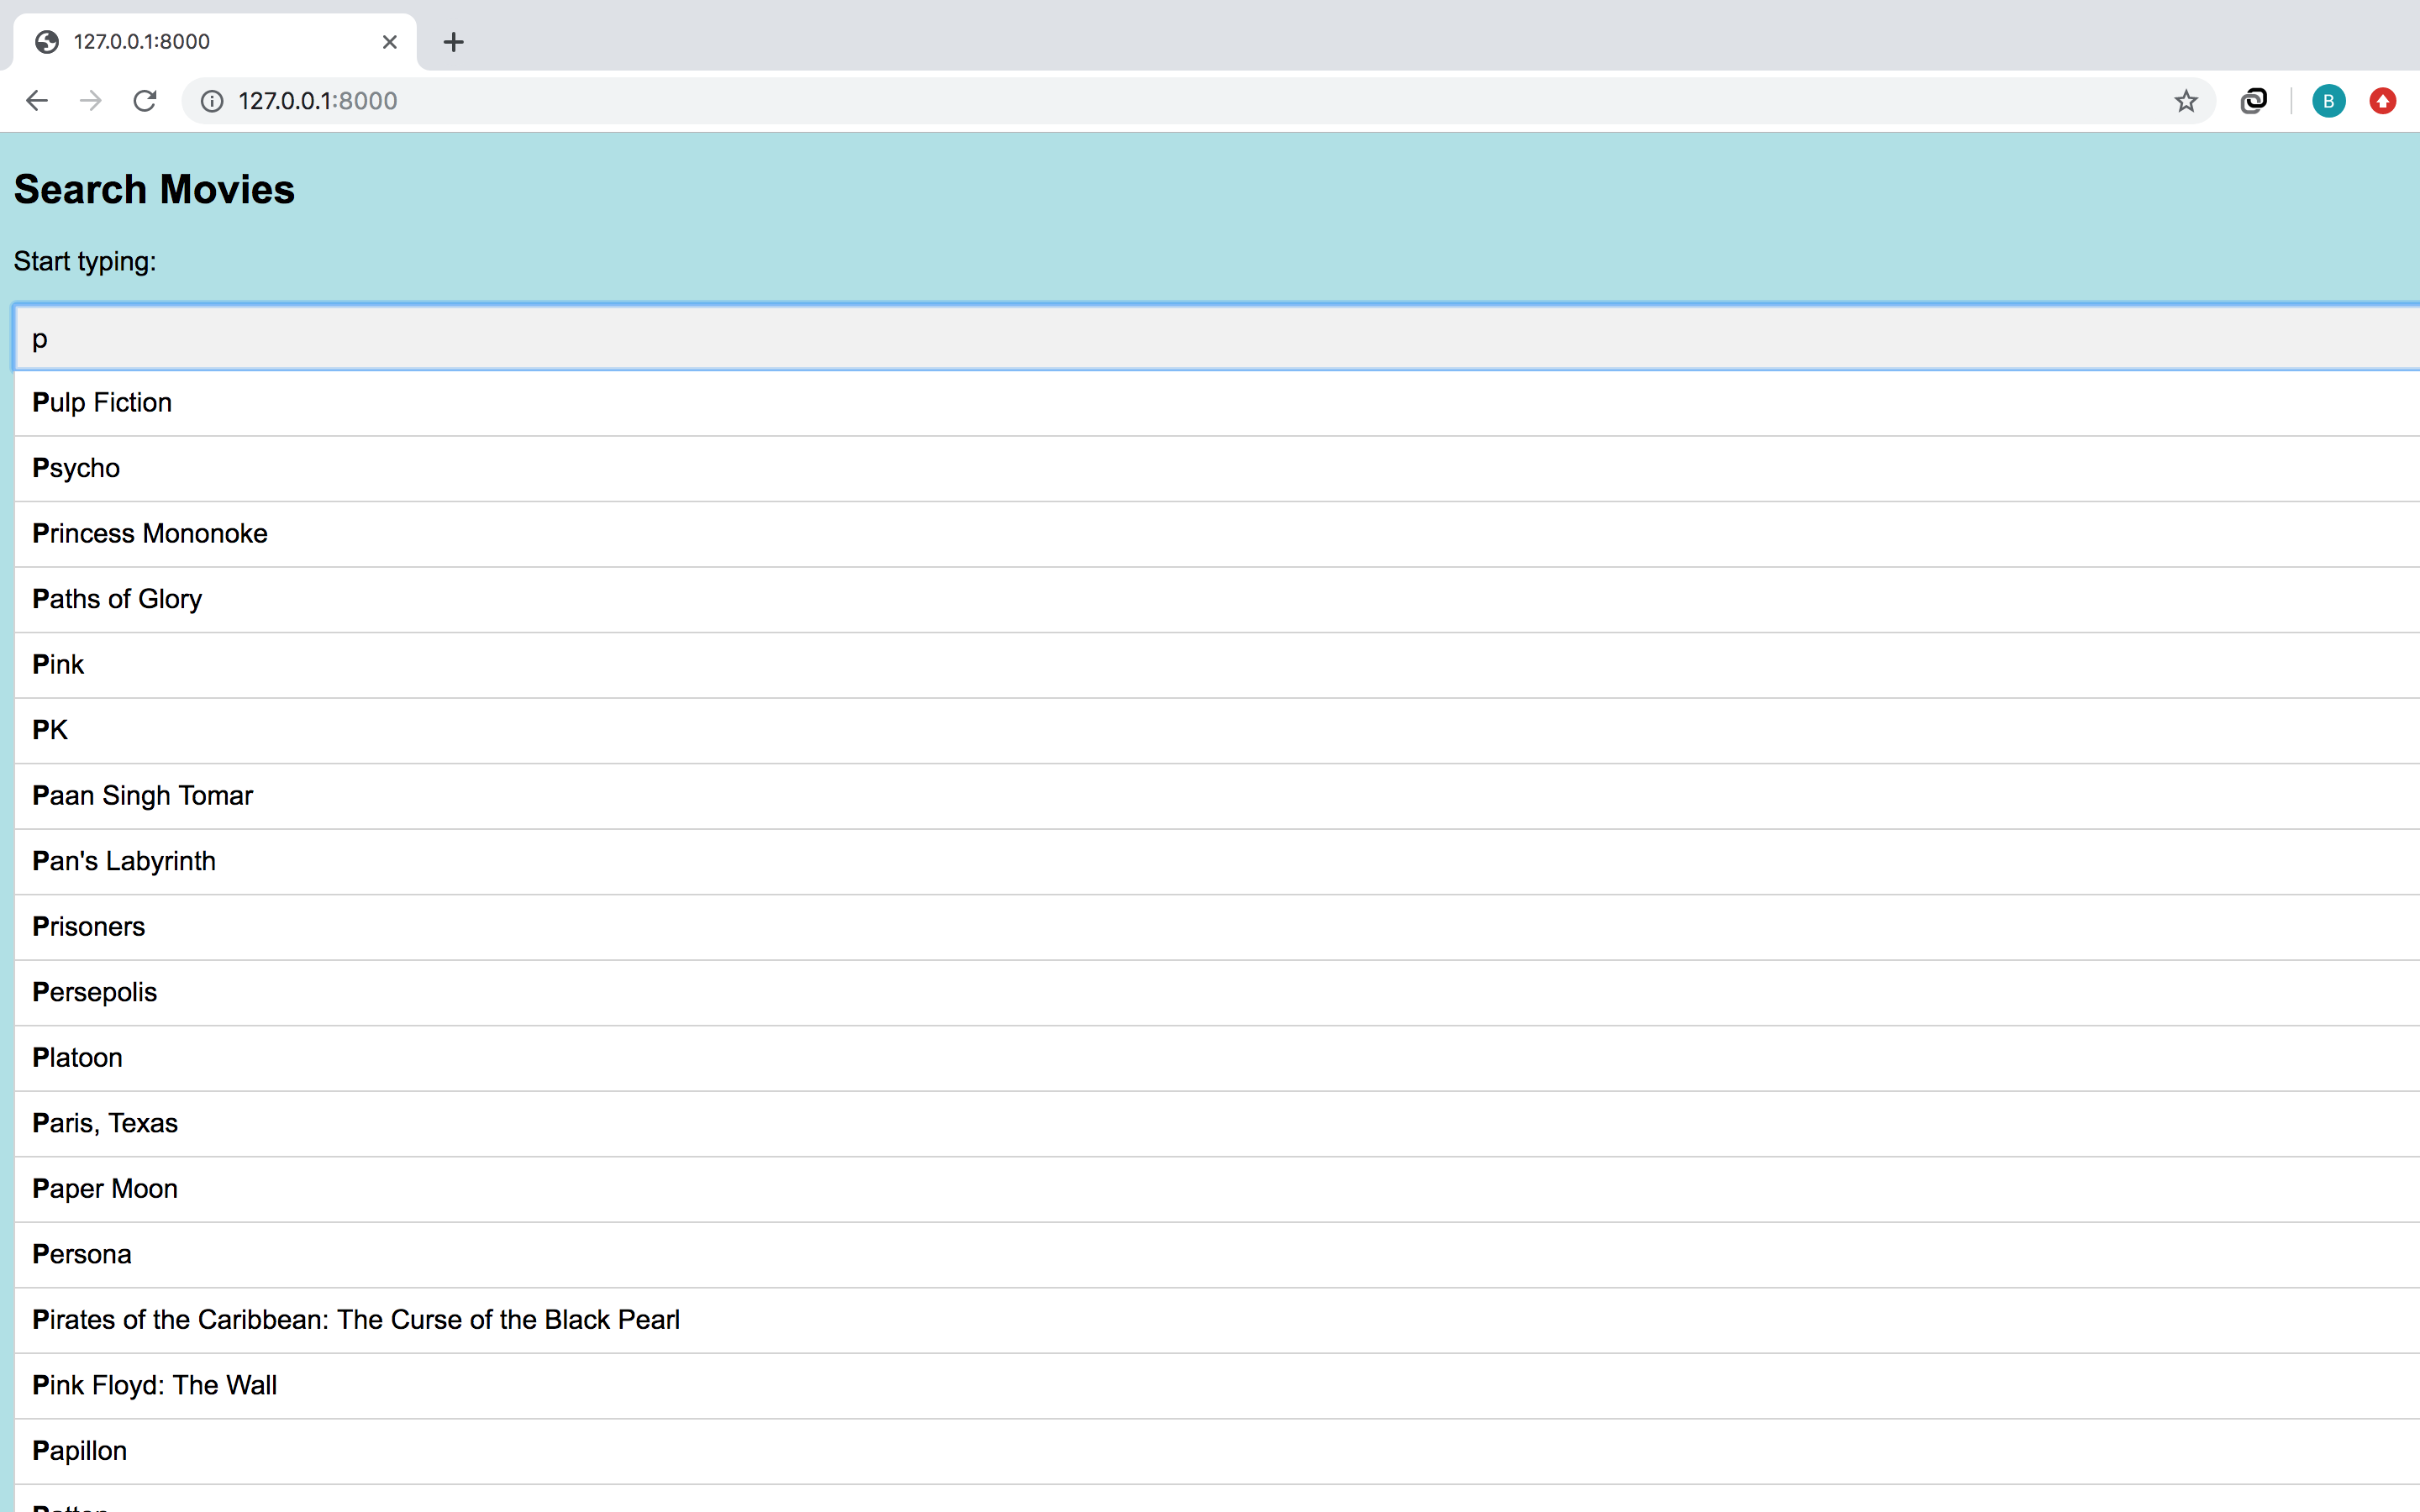 127.0.0.1:8000
127.0.0.1:8000
B
Search Movies
Start typing:
p
Pulp Fiction
Psycho
Princess Mononoke
Paths of Glory
Pink
PK
Paan Singh Tomar
Pan's Labyrinth
Prisoners
Persepolis
Platoon
Paris, Texas
Paper Moon
Persona
Pirates of the Caribbean: The Curse of the Black Pearl
Pink Floyd: The Wall
Papillon